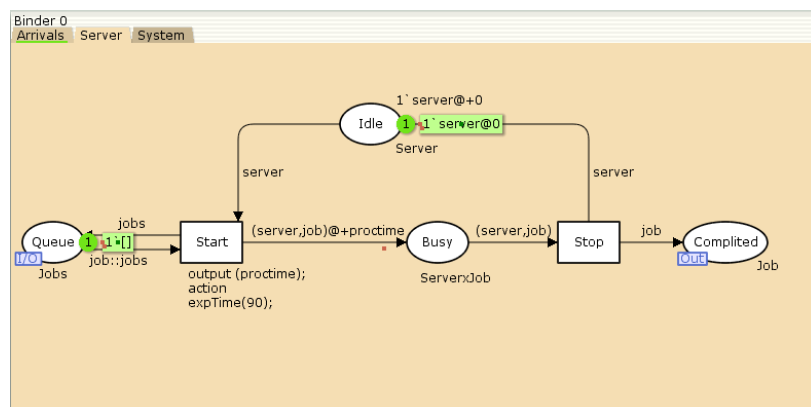 Binder 0
Arrivals Server System
1`server@+0
Idle 1 1`server@0
Server
server server
jobs (server,job)@+proctime (server,job) job
Queue 1 1`[] Start Busy Stop Complited
I/O job::jobs Out
Jobs output (proctime); ServerxJob Job
action
expTime(90);